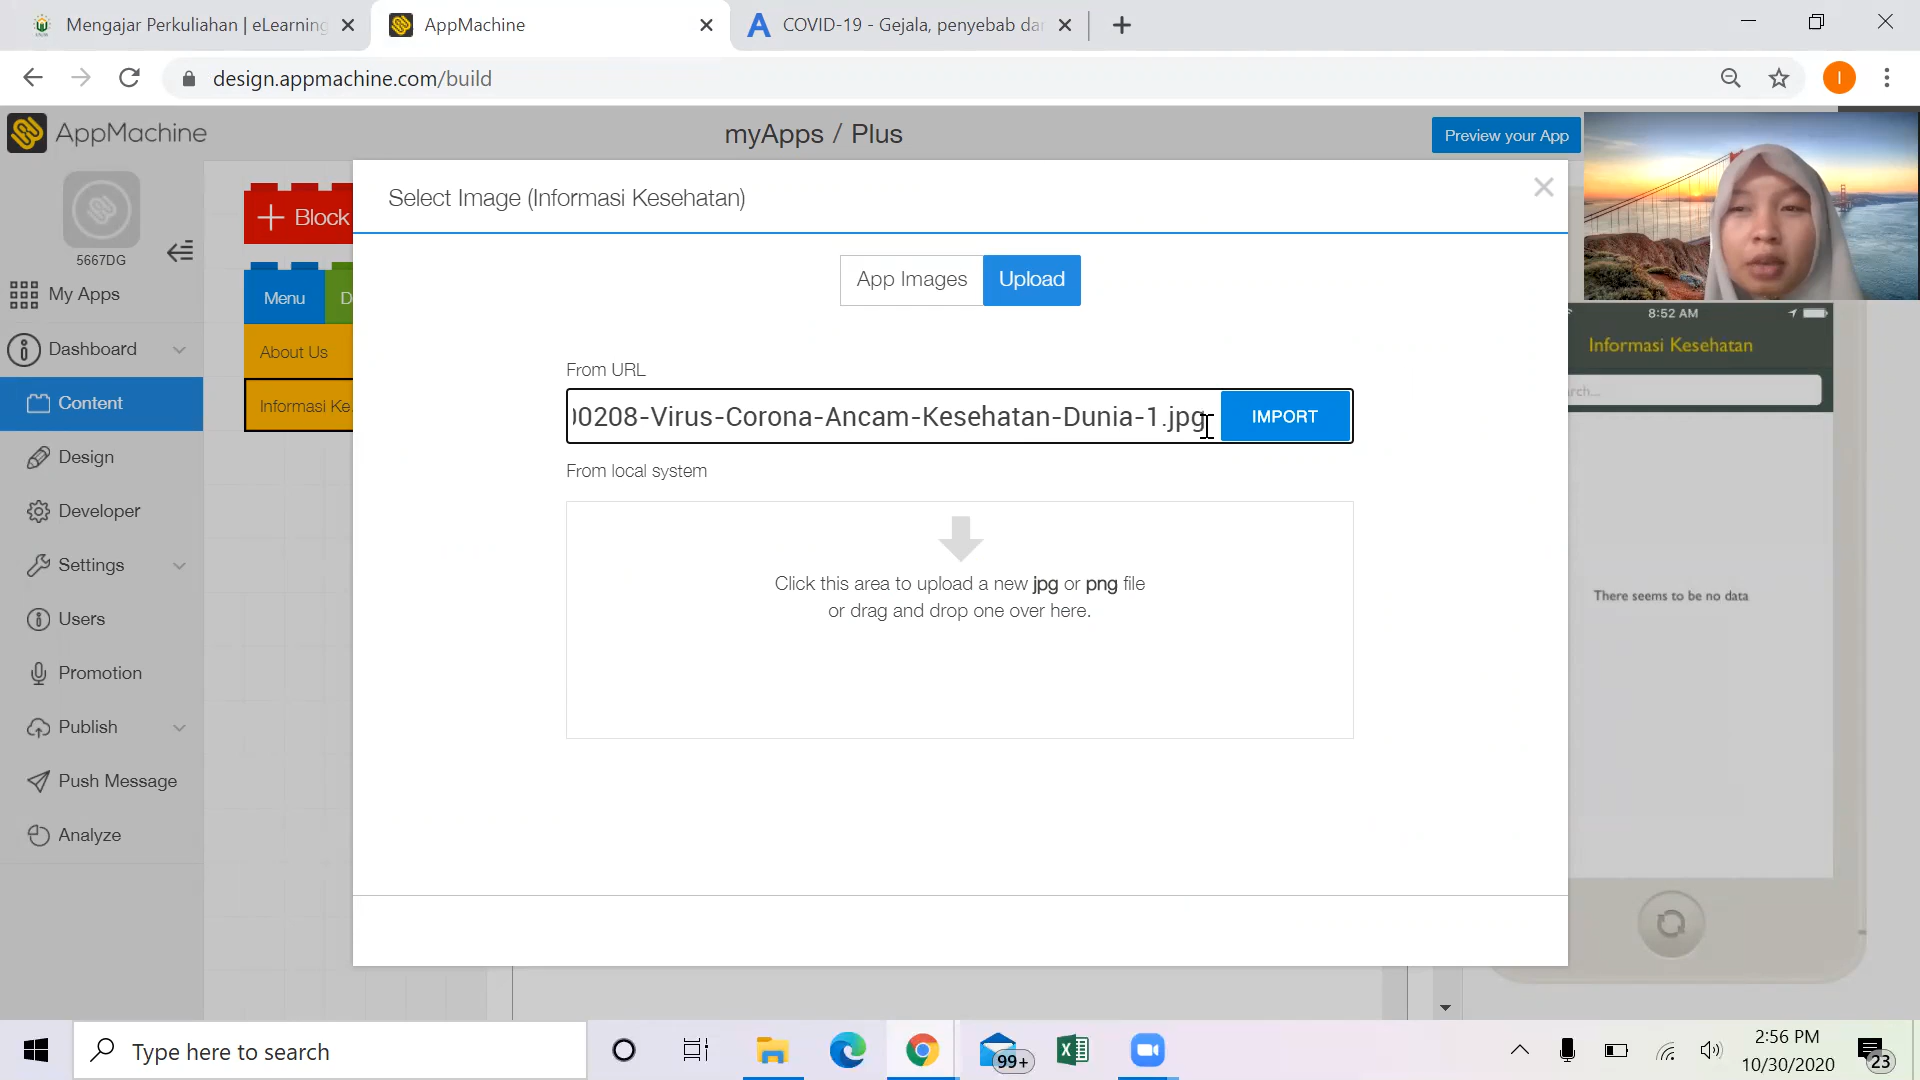 Mengajar Perkuliahan | eLearning
AppMachine
COVID-19 - Gejala, penyebab da
design.appmachine.com/build
I
AppMachine
myApps / Plus
Preview your App
5667DG
My Apps
Dashboard
Content
Design
Developer
Settings
Users
Promotion
Publish
Push Message
Analyze
Block
Menu
D
About Us
Informasi Ke
Select Image (Informasi Kesehatan)
App Images
Upload
From URL
00208-Virus-Corona-Ancam-Kesehatan-Dunia-1.jpg
IMPORT
From local system
Click this area to upload a new jpg or png file
or drag and drop one over here.
8:52 AM
Informasi Kesehatan
rch...
There seems to be no data
Type here to search
99+
2:56 PM
10/30/2020
23